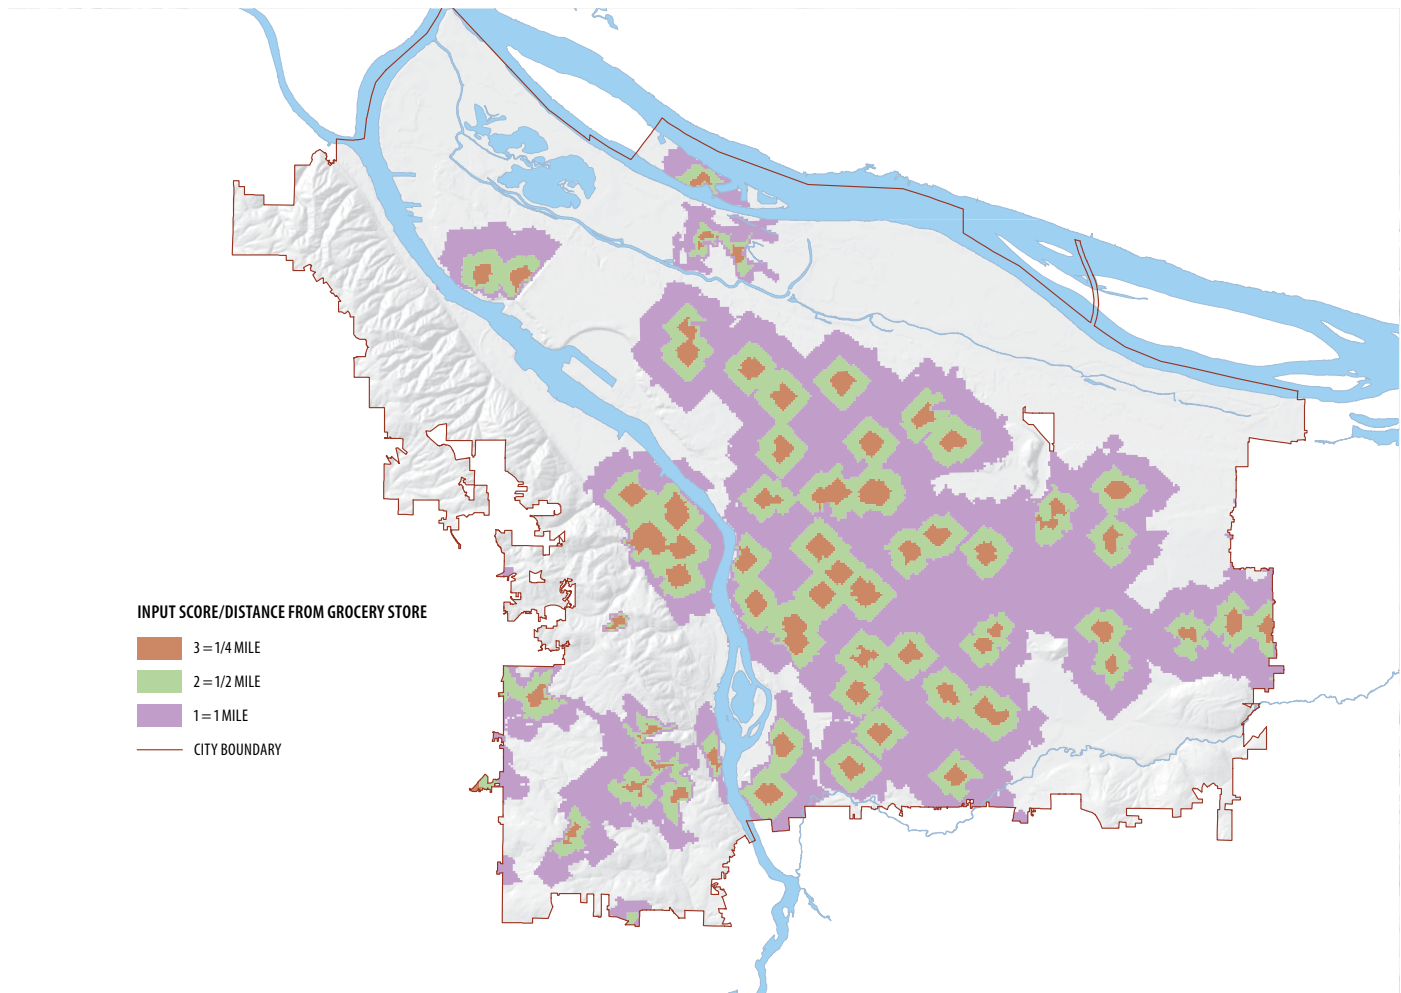 INPUT SCORE/DISTANCE FROM GROCERY STORE
3 = 1/4 MILE
2 = 1/2 MILE
1 = 1 MILE
CITY BOUNDARY